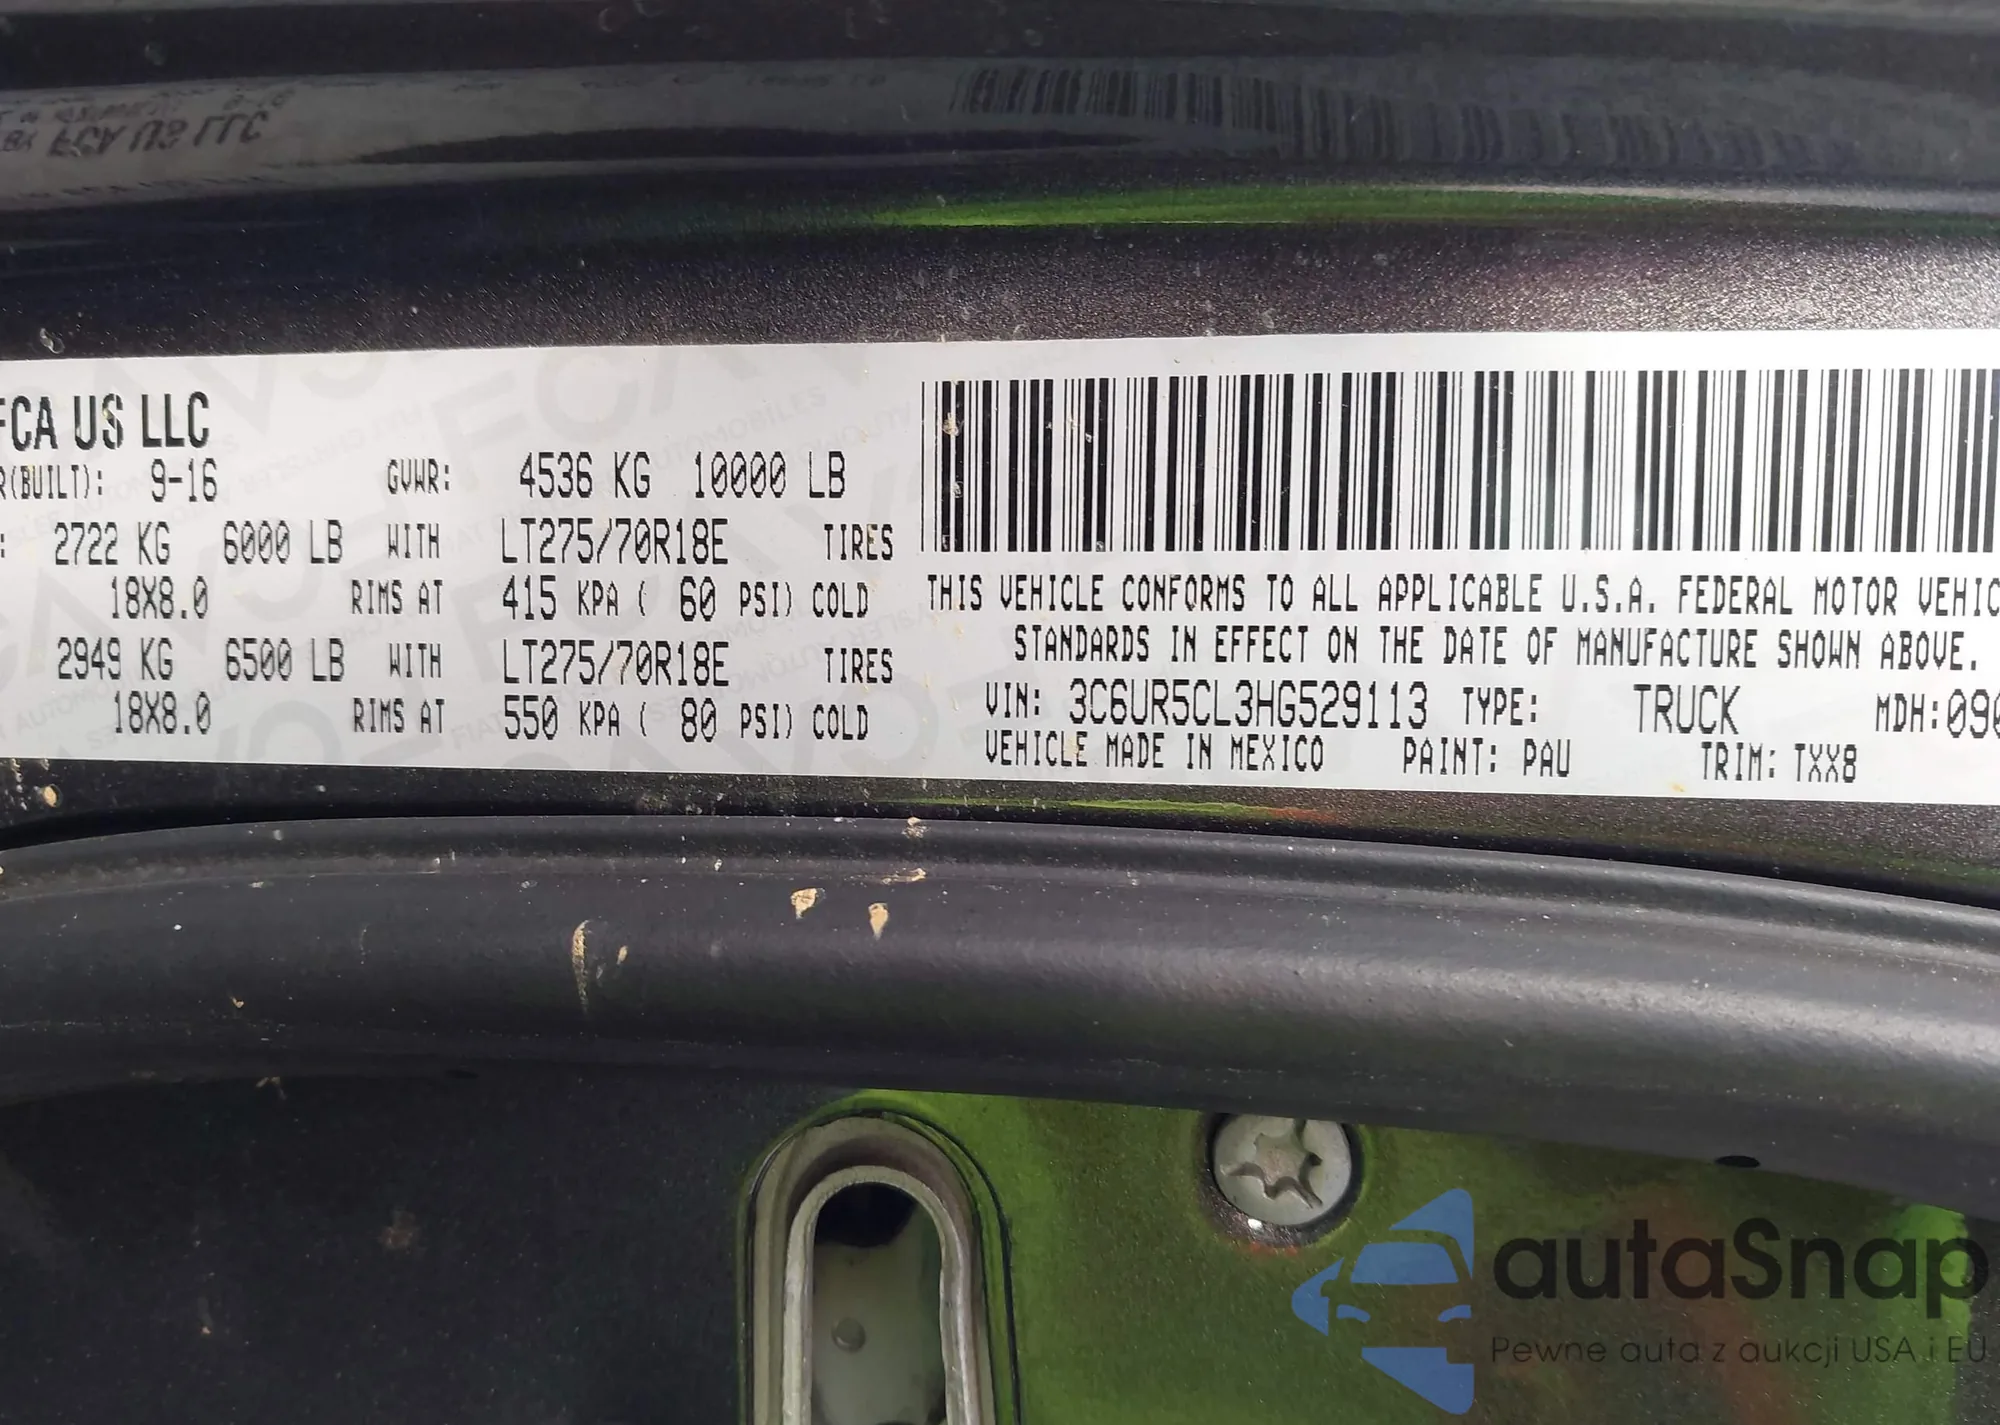 FCA US LLC
R(BUILT): 9-16 GVWR: 4536 KG 10000 LB
: 2722 KG 6000 LB WITH LT275/70R18E TIRES
18X8.0 RIMS AT 415 KPA ( 60 PSI) COLD
2949 KG 6500 LB WITH LT275/70R18E TIRES
18X8.0 RIMS AT 550 KPA ( 80 PSI) COLD
THIS VEHICLE CONFORMS TO ALL APPLICABLE U.S.A. FEDERAL MOTOR VEHIC
STANDARDS IN EFFECT ON THE DATE OF MANUFACTURE SHOWN ABOVE.
VIN: 3C6UR5CL3HG529113 TYPE: TRUCK MDH:090
VEHICLE MADE IN MEXICO PAINT: PAU TRIM: TXX8
autaSnap
Pewne auta z aukcji USA i EU